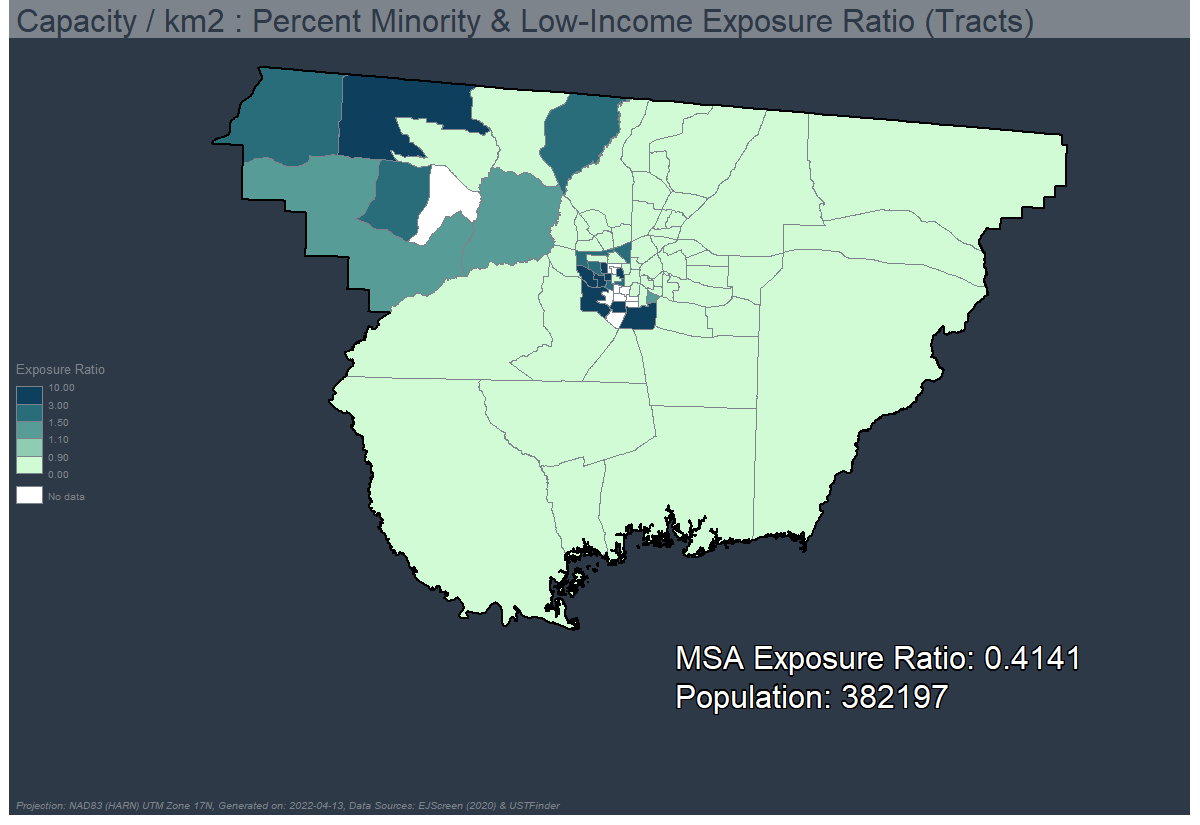 Capacity / km2 : Percent Minority & Low-Income Exposure Ratio (Tracts)
Exposure Ratio
10.00
3.00
1.50
1.10
0.90
0.00
No data
MSA Exposure Ratio: 0.4141
Population: 382197
Projection: NAD83 (HARN) UTM Zone 17N, Generated on: 2022-04-13, Data Sources: EJScreen (2020) & USTFinder